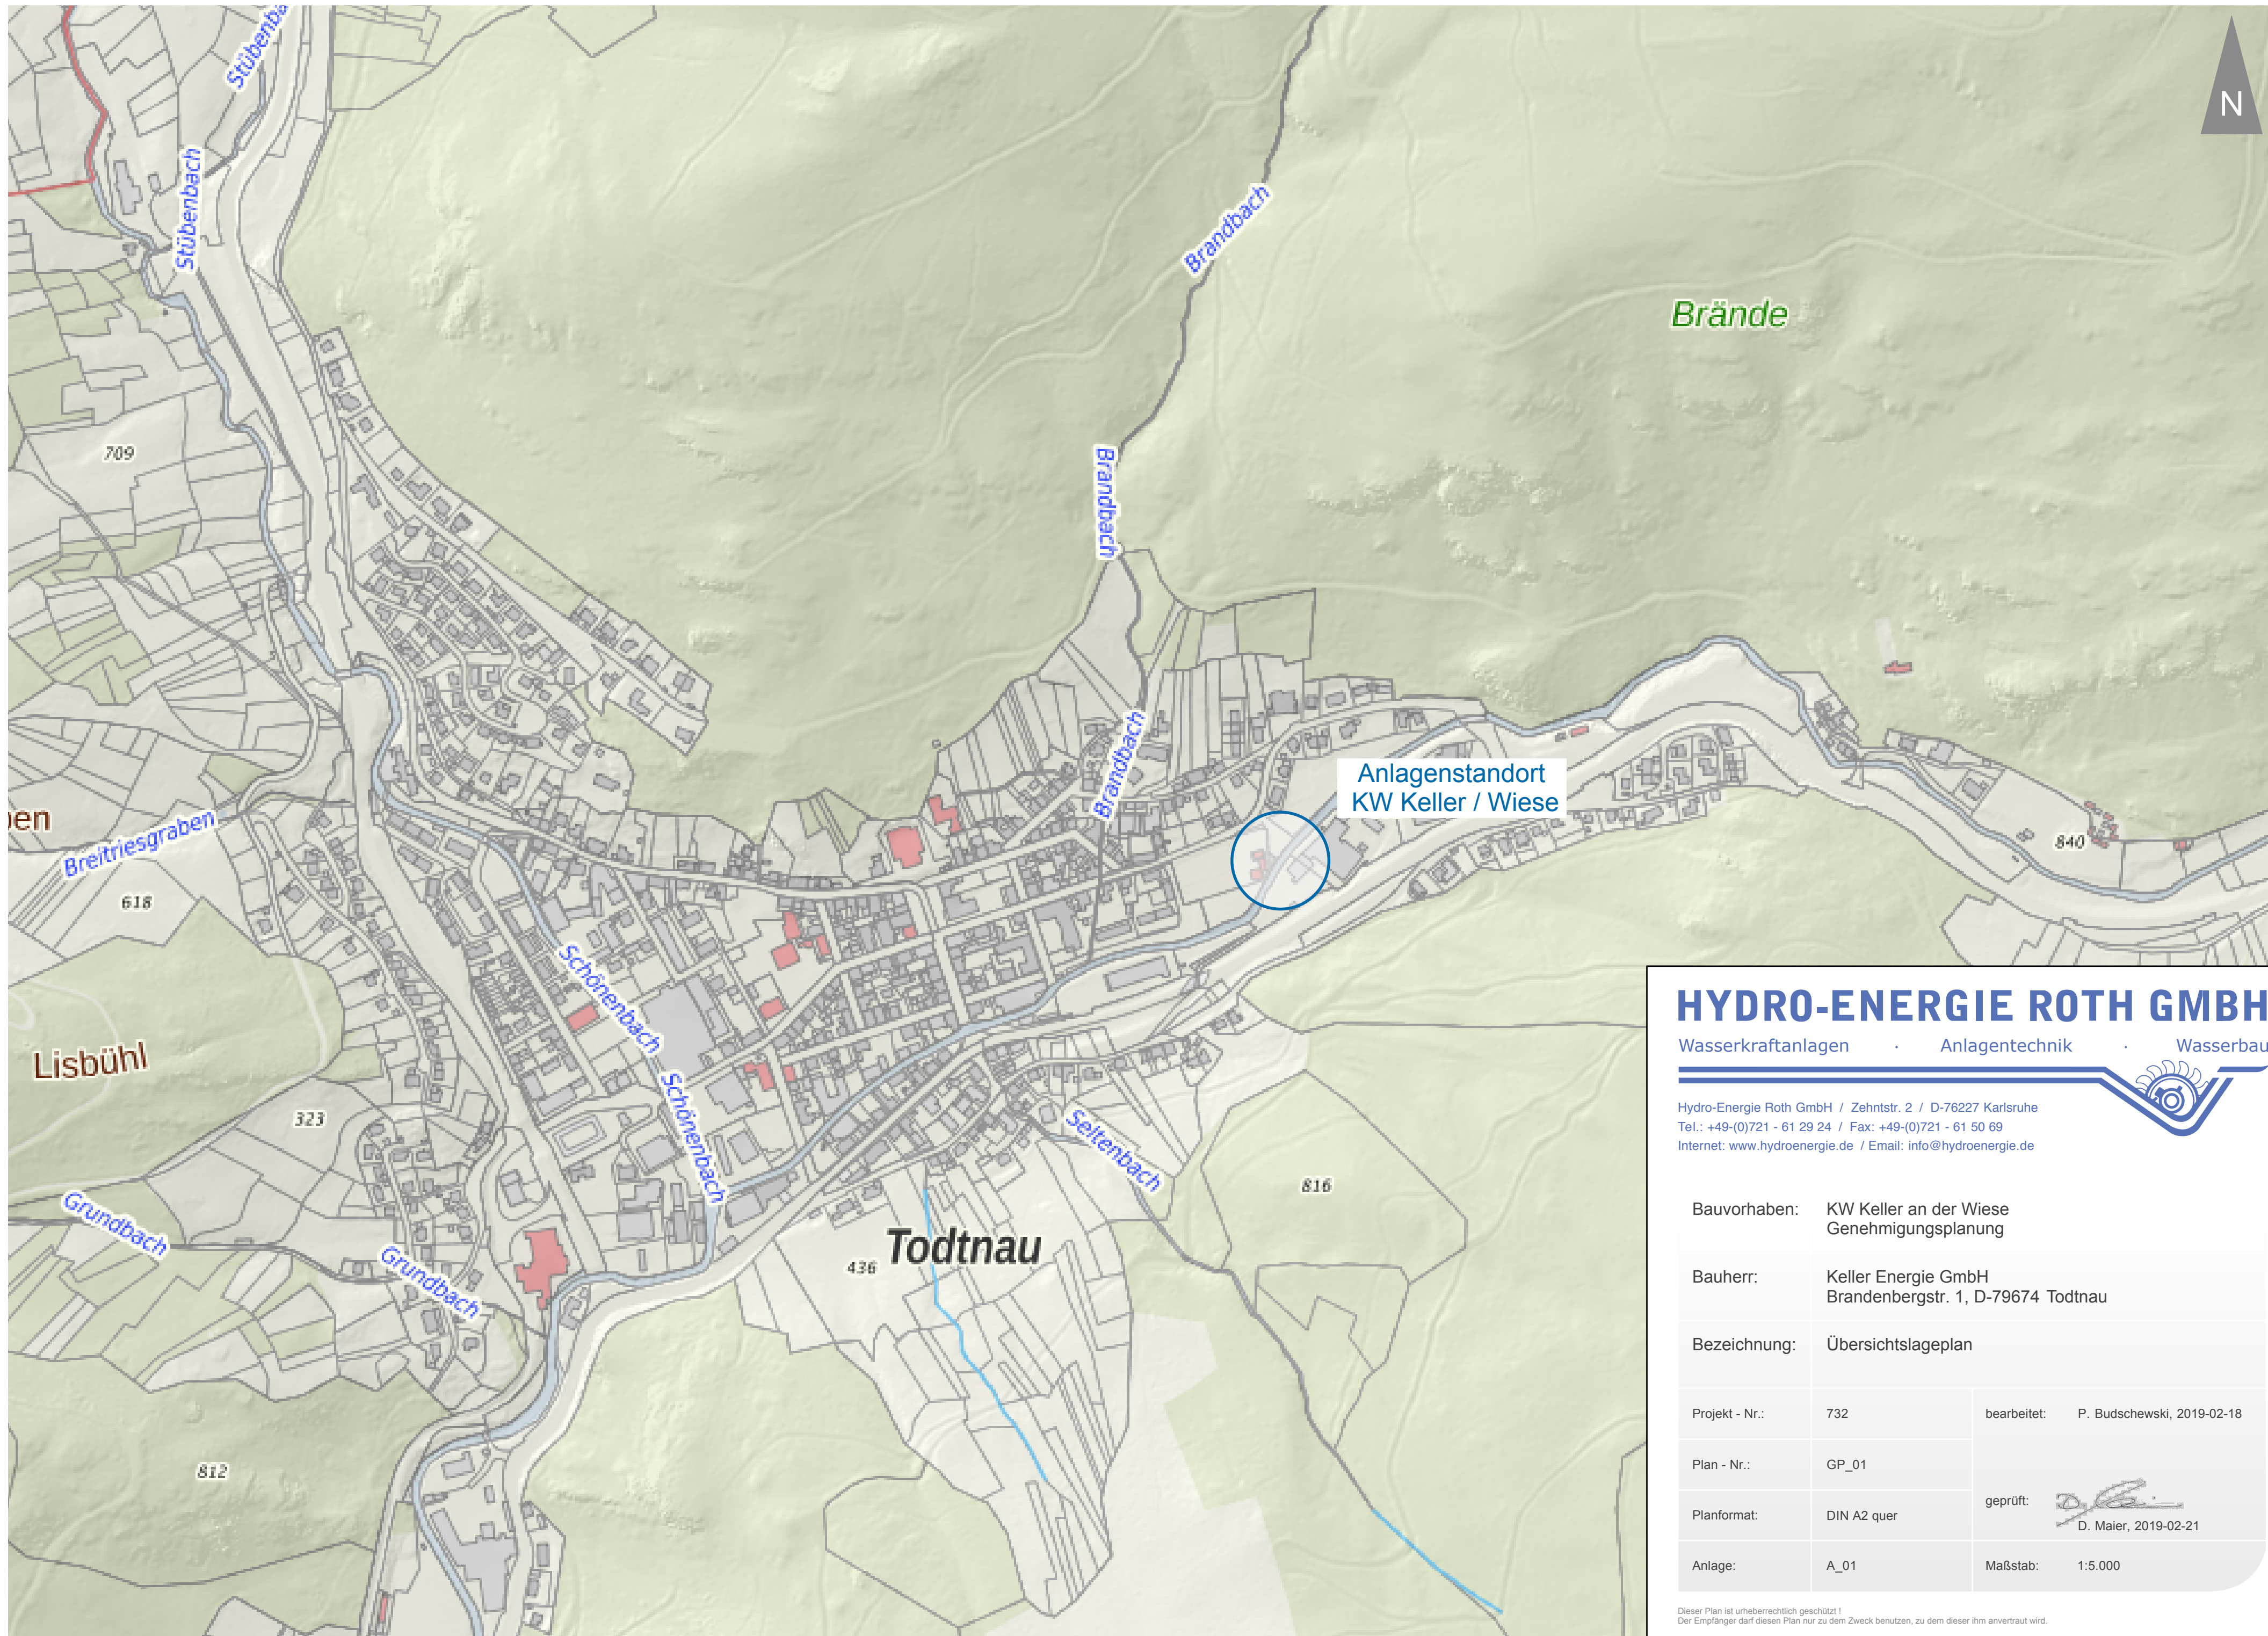 Stübenba
N
Stübenbach
Brandbach
Brände
709
Brandbach
Brandbach
Anlagenstandort
KW Keller / Wiese
en
Breitriesgraben
840
618
Schönenbach
Lisbühl
Schönenbach
323
Seltenbach
816
Grundbach
Todtnau
436
Grundbach
812
HYDRO-ENERGIE ROTH GMBH
Wasserkraftanlagen · Anlagentechnik · Wasserbau
Hydro-Energie Roth GmbH / Zehntstr. 2 / D-76227 Karlsruhe
Tel.: +49-(0)721 - 61 29 24 / Fax: +49-(0)721 - 61 50 69
Internet: www.hydroenergie.de / Email: info@hydroenergie.de
Bauvorhaben: KW Keller an der Wiese
Genehmigungsplanung
Bauherr: Keller Energie GmbH
Brandenbergstr. 1, D-79674 Todtnau
Bezeichnung: Übersichtslageplan
Projekt - Nr.: 732 bearbeitet: P. Budschewski, 2019-02-18
Plan - Nr.: GP_01
geprüft:
Planformat: DIN A2 quer
D. Maier, 2019-02-21
Anlage: A_01 Maßstab: 1:5.000
Dieser Plan ist urheberrechtlich geschützt !
Der Empfänger darf diesen Plan nur zu dem Zweck benutzen, zu dem dieser ihm anvertraut wird.